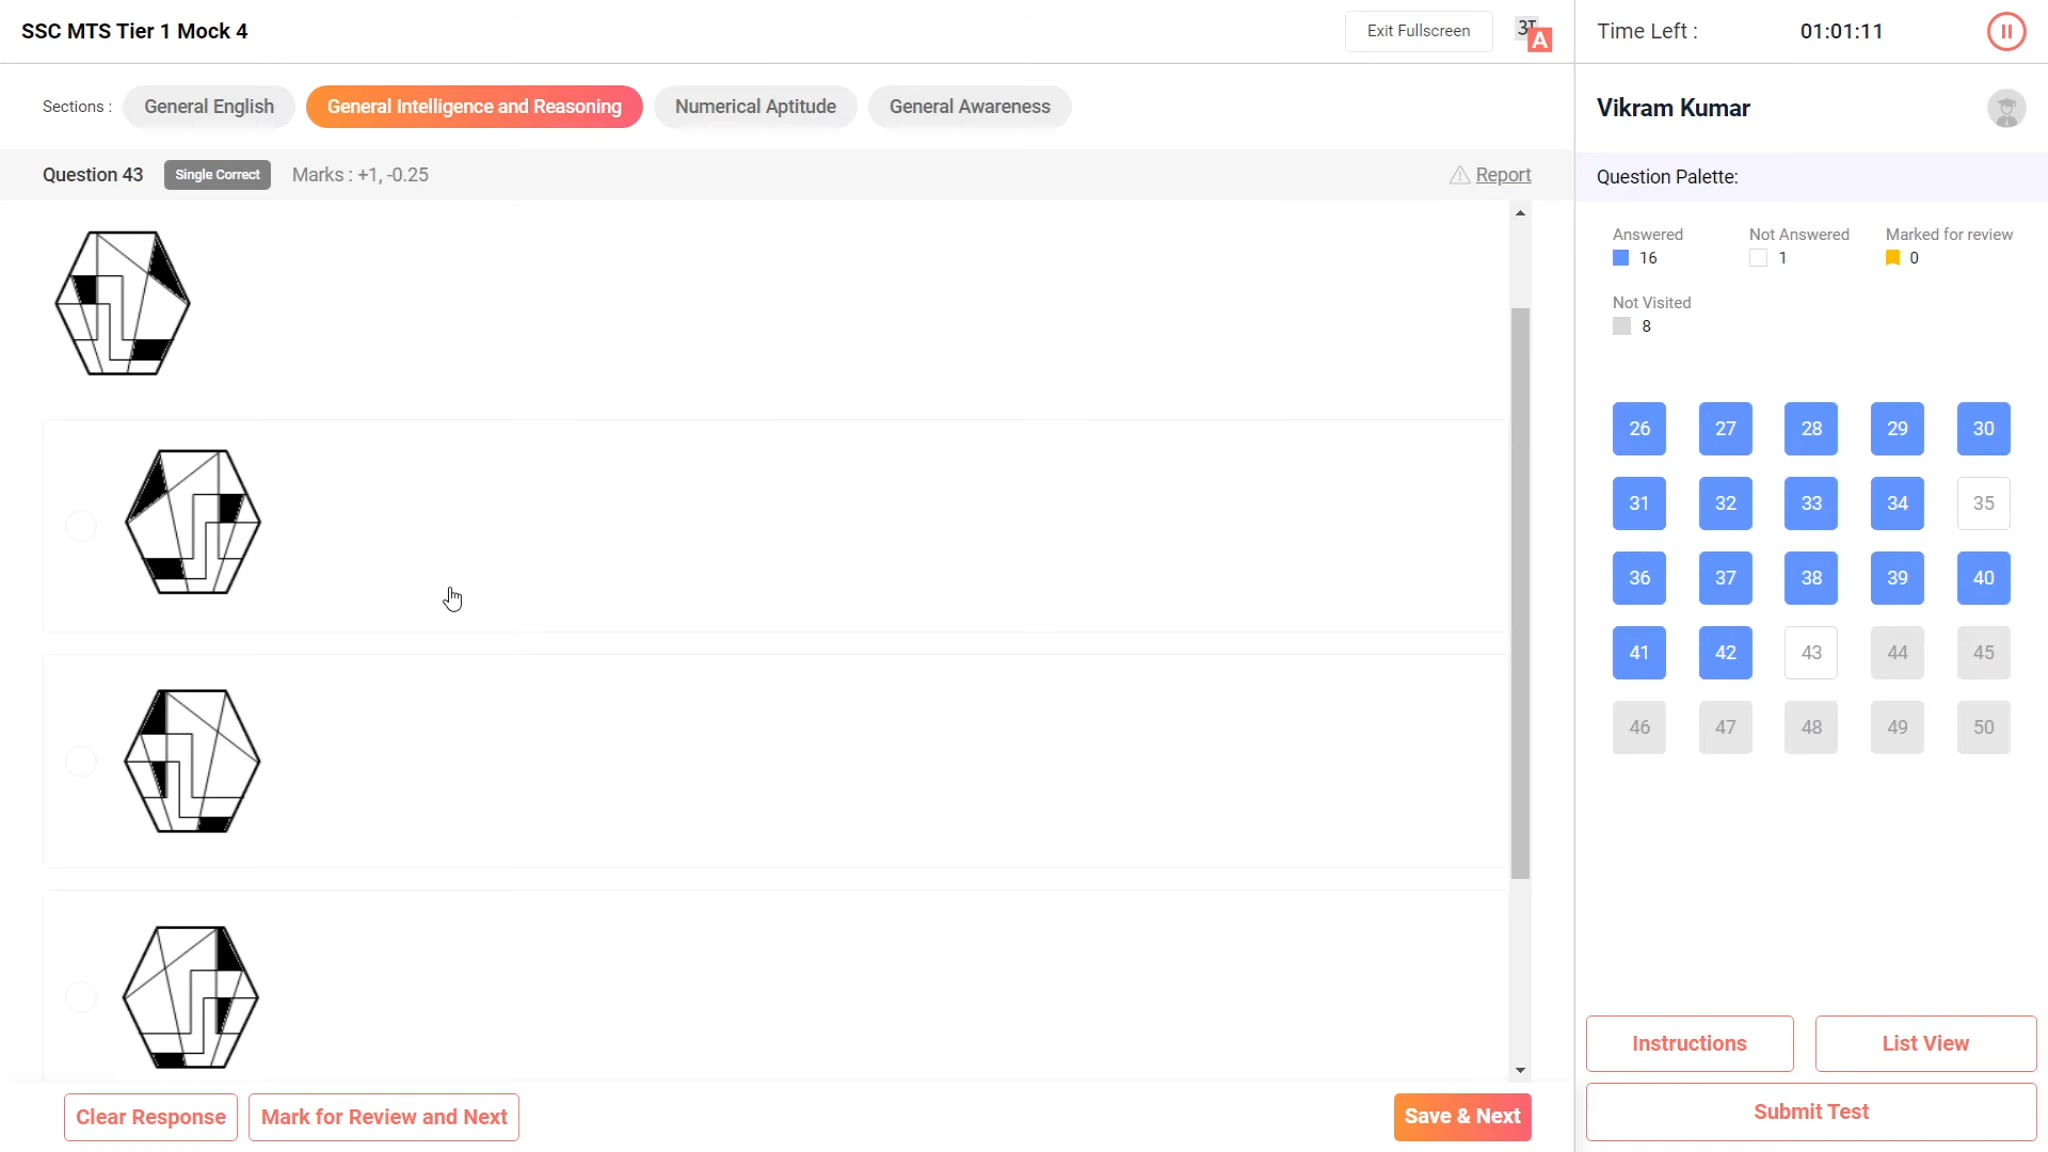 SSC MTS Tier 1 Mock 4
Exit Fullscreen
A
Time Left :
01:01:11
Sections :
General English
General Intelligence and Reasoning
Numerical Aptitude
General Awareness
Vikram Kumar
Question 43
Single Correct
Marks : +1, -0.25
Report
Question Palette:
Answered
16
Not Answered
1
Marked for review
0
Not Visited
8
26 27 28 29 30
31 32 33 34 35
36 37 38 39 40
41 42 43 44 45
46 47 48 49 50
Instructions
List View
Clear Response
Mark for Review and Next
Save & Next
Submit Test